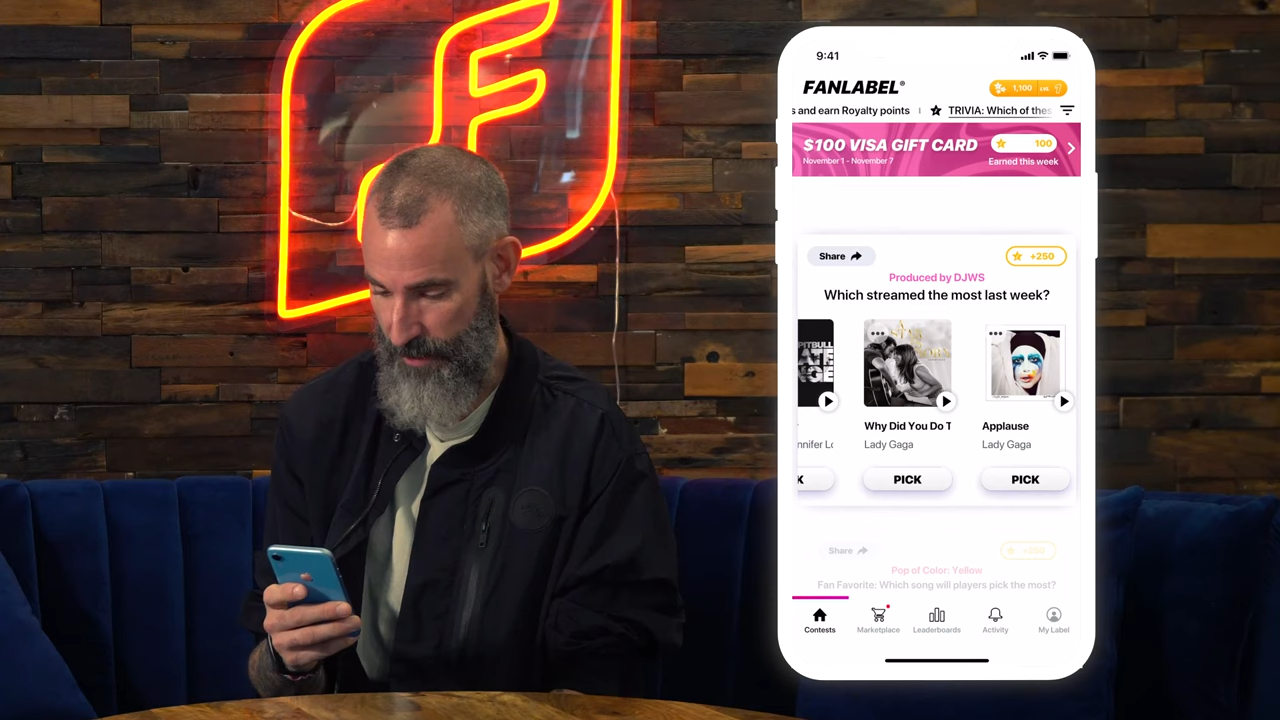 F
9:41
FANLABEL®
1,100
LVL
s and earn Royalty points
TRIVIA: Which of thes
$100 VISA GIFT CARD
100
November 1 - November 7
Earned this week
Share
+250
Produced by DJWS
Which streamed the most last week?
PITBULL
Why Did You Do T
Applause
nnifer Lo
Lady Gaga
Lady Gaga
K
PICK
PICK
Share
+250
Pop of Color: Yellow
Fan Favorite: Which song will players pick the most?
Contests
Marketplace
Leaderboards
Activity
My Label